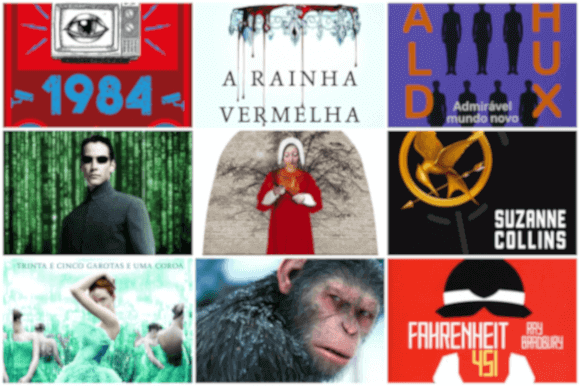 1984
A RAINHA
VERMELHA
ALD
HUX
Admirável
mundo novo
SUZANNE
COLLINS
TRINTA E CINCO GAROTAS E UMA COROA
FAHRENHEIT
451
RAY
BRADBURY